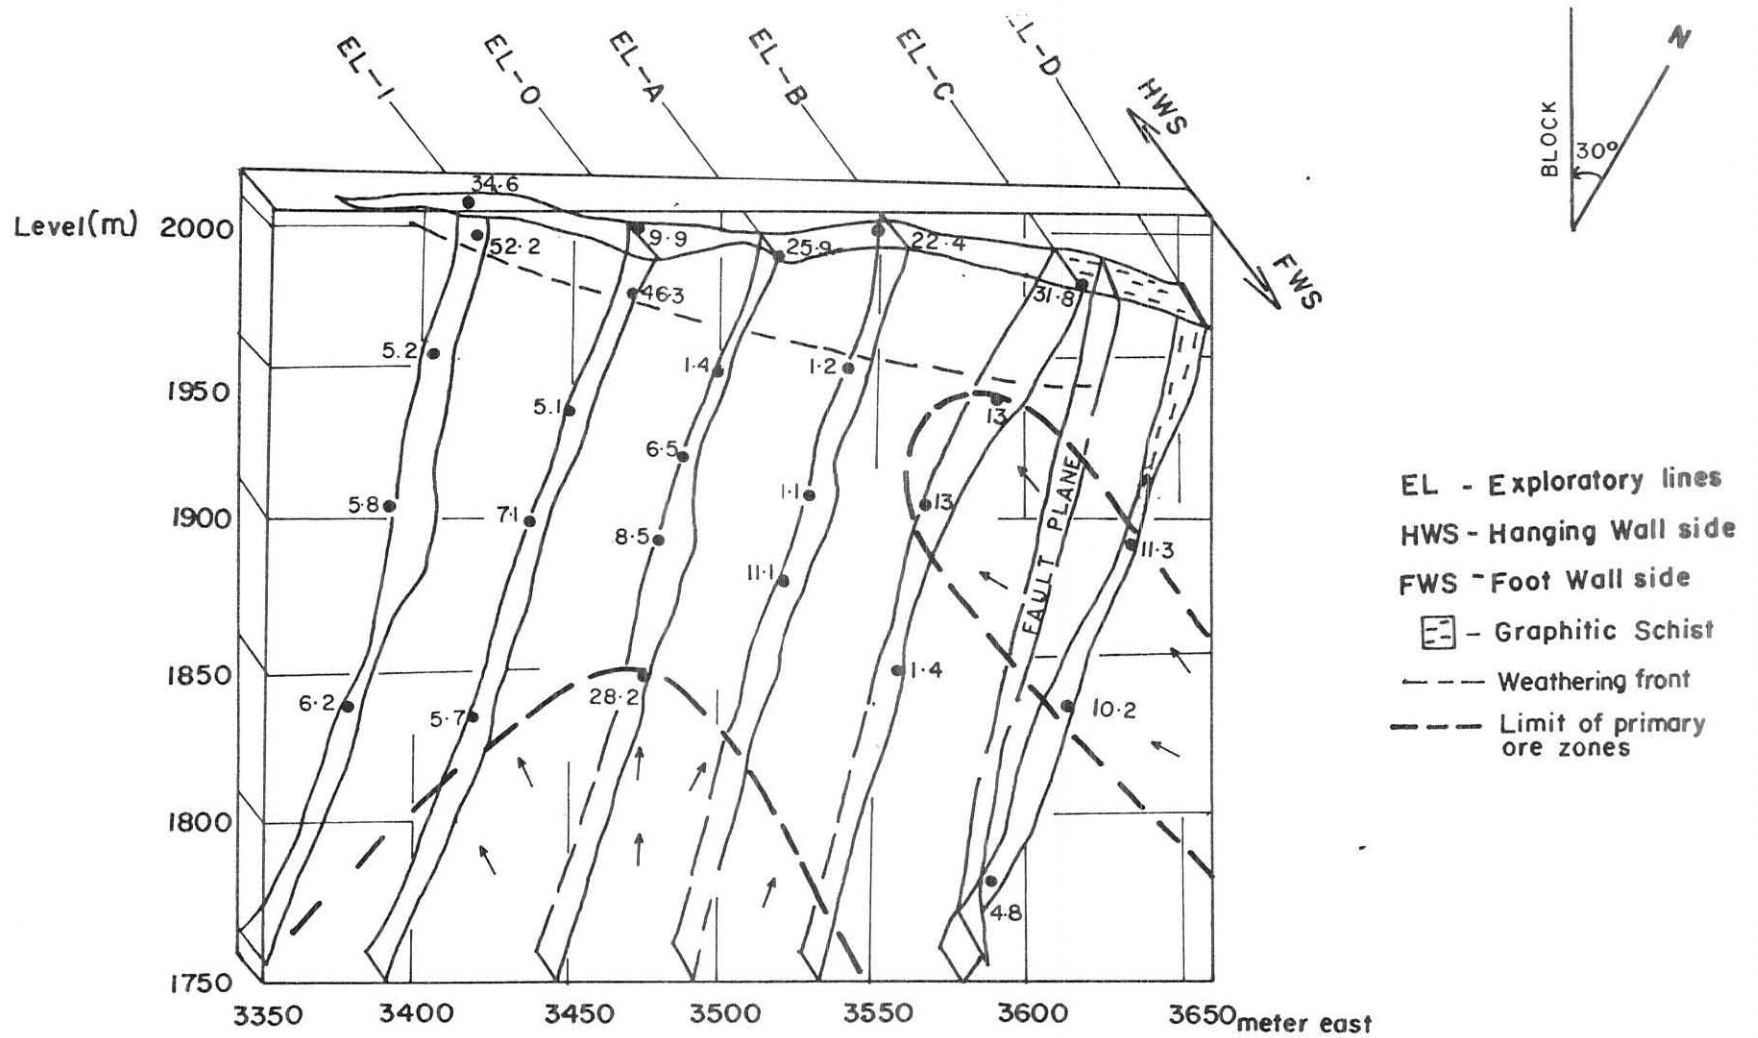 EL-I
EL-O
EL-A
EL-B
EL-C
EL-D
HWS
FWS
N
BLOCK
30°
Level(m)
2000
1950
1900
1850
1800
1750
34.6
52.2
9.9
25.9
22.4
31.8
46.3
5.2
1.4
1.2
13
5.1
6.5
5.8
7.1
8.5
1.1
13
11.3
11.1
FAULT PLANE
6.2
5.7
28.2
1.4
10.2
4.8
3350 3400 3450 3500 3550 3600 3650 meter east
EL - Exploratory lines
HWS - Hanging Wall side
FWS - Foot Wall side
- Graphitic Schist
Weathering front
Limit of primary
ore zones